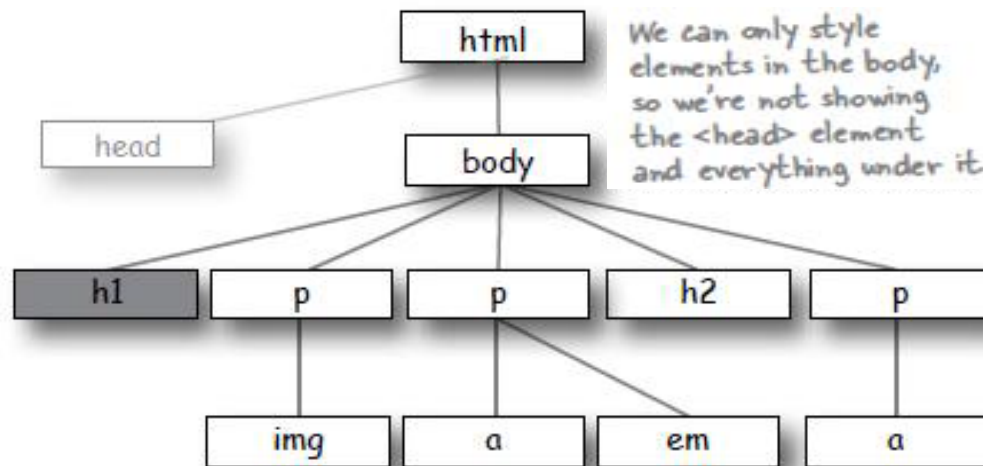 html
We can only style
elements in the body,
so we're not showing
the <head> element
and everything under it
head
body
h1
p
p
h2
p
img
a
em
a